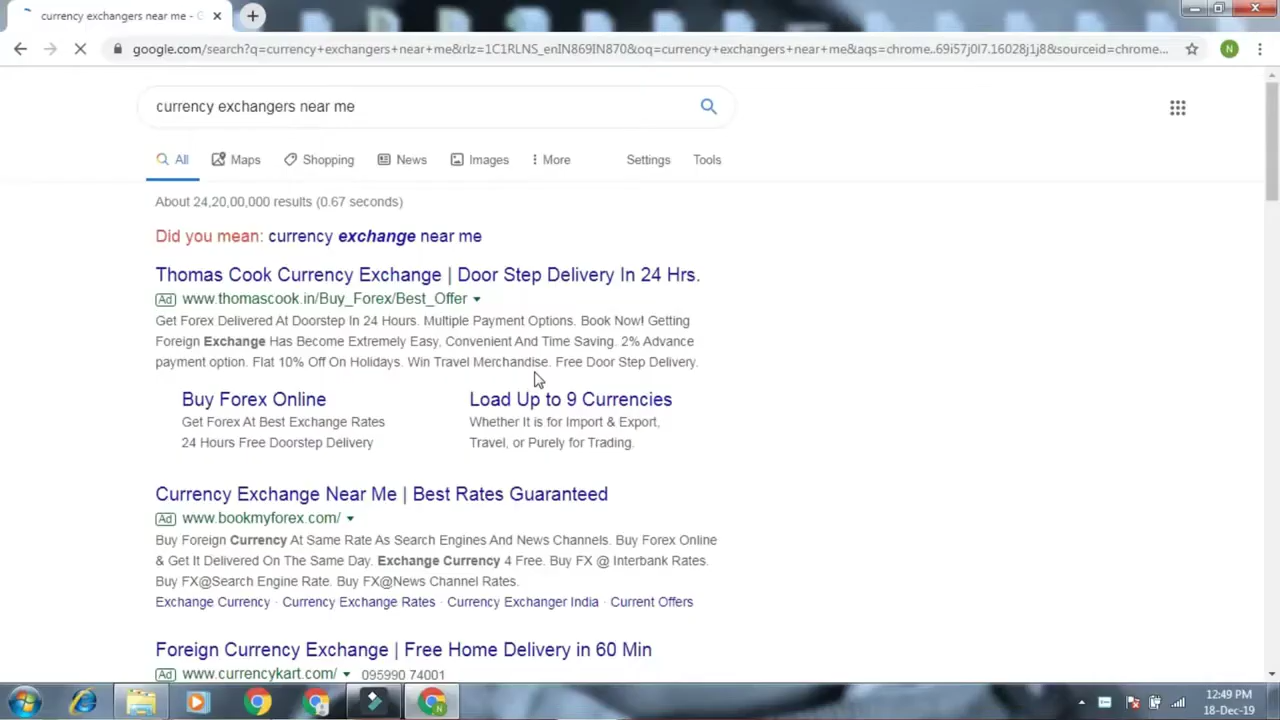 currency exchangers near me - G
google.com/search?q=currency+exchangers+near+me&rlz=1C1RLNS_enIN869IN870&oq=currency+exchangers+near+me&aqs=chrome..69i57j0l7.16028j1j8&sourceid=chrome...
N
currency exchangers near me
All Maps Shopping News Images More Settings Tools
About 24,20,00,000 results (0.67 seconds)
Did you mean: currency exchange near me
Thomas Cook Currency Exchange | Door Step Delivery In 24 Hrs.
Ad www.thomascook.in/Buy_Forex/Best_Offer
Get Forex Delivered At Doorstep In 24 Hours. Multiple Payment Options. Book Now! Getting
Foreign Exchange Has Become Extremely Easy, Convenient And Time Saving. 2% Advance
payment option. Flat 10% Off On Holidays. Win Travel Merchandise. Free Door Step Delivery.
Buy Forex Online
Get Forex At Best Exchange Rates
24 Hours Free Doorstep Delivery
Load Up to 9 Currencies
Whether It is for Import & Export,
Travel, or Purely for Trading.
Currency Exchange Near Me | Best Rates Guaranteed
Ad www.bookmyforex.com/
Buy Foreign Currency At Same Rate As Search Engines And News Channels. Buy Forex Online
& Get It Delivered On The Same Day. Exchange Currency 4 Free. Buy FX @ Interbank Rates.
Buy FX@Search Engine Rate. Buy FX@News Channel Rates.
Exchange Currency · Currency Exchange Rates · Currency Exchanger India · Current Offers
Foreign Currency Exchange | Free Home Delivery in 60 Min
Ad www.currencykart.com/ 095990 74001
N
12:49 PM
18-Dec-19